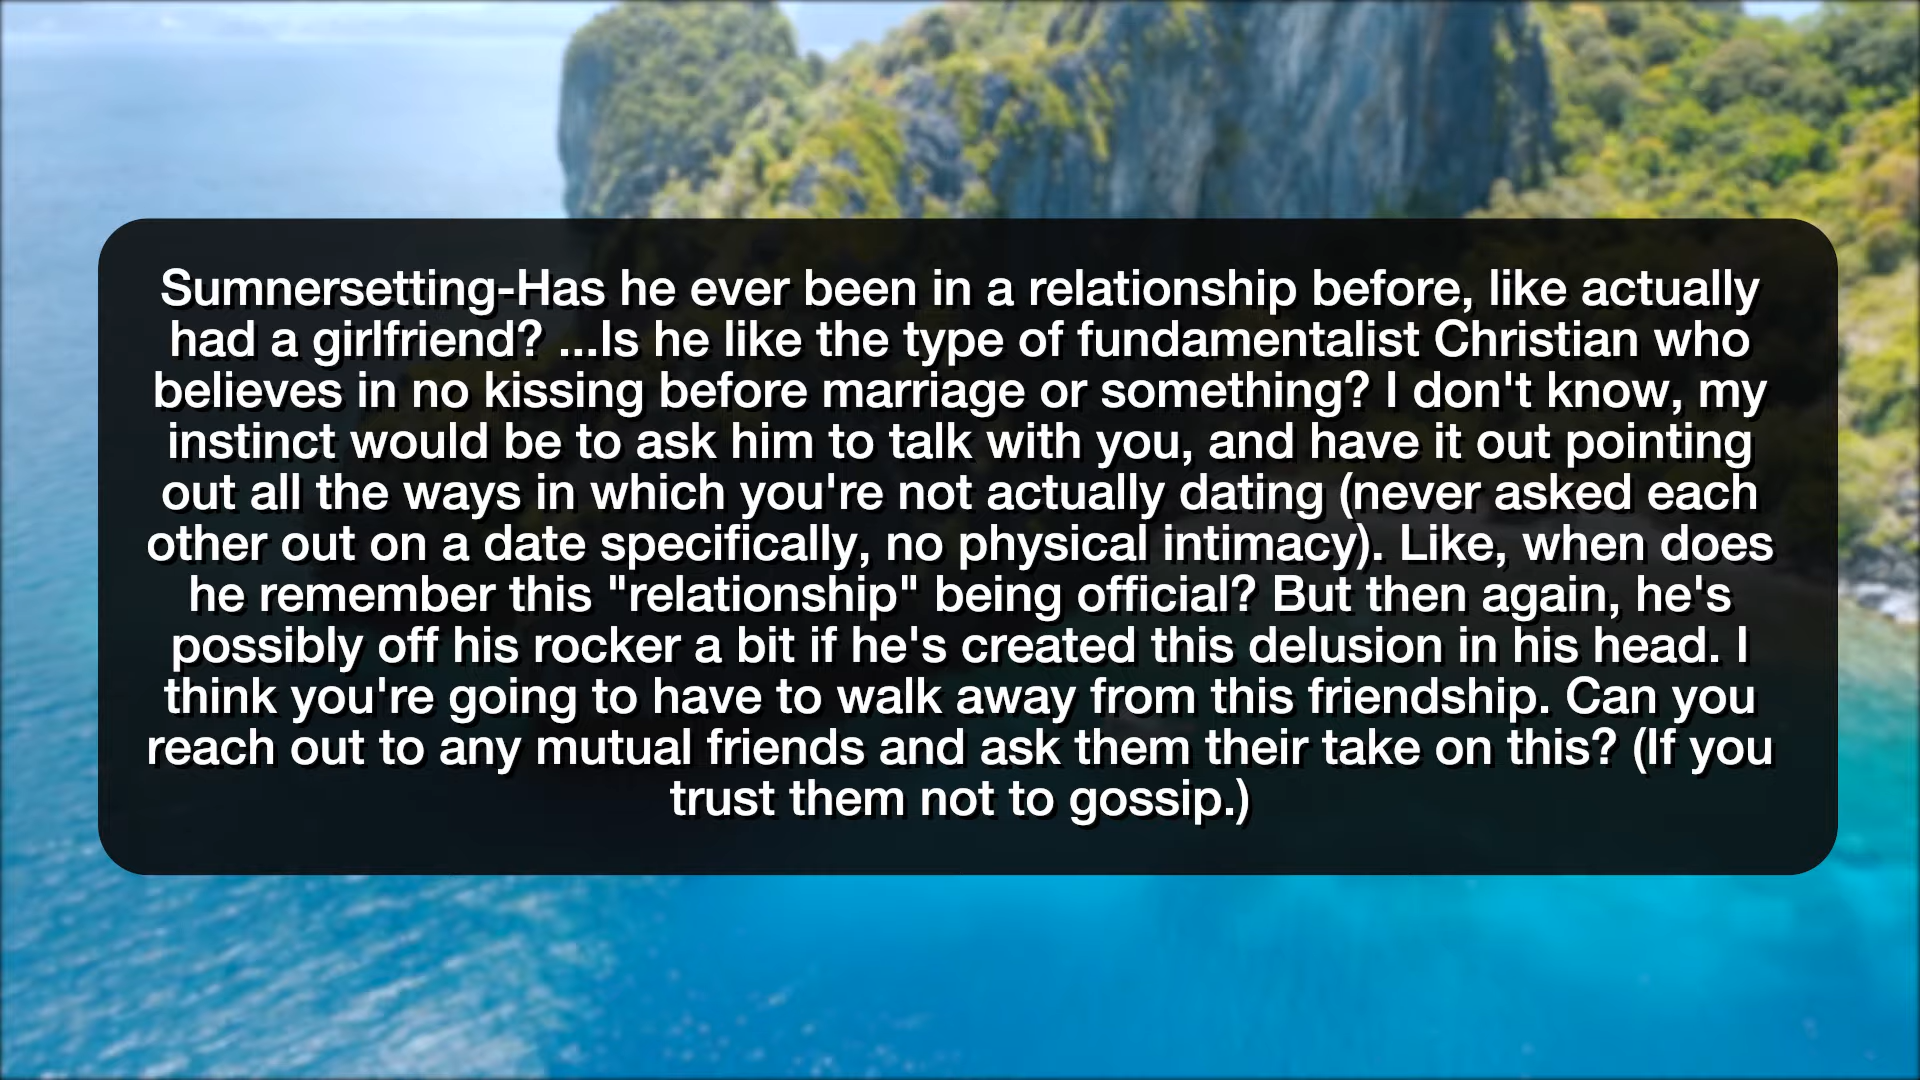 Sumnersetting-Has he ever been in a relationship before, like actually
had a girlfriend? ...Is he like the type of fundamentalist Christian who
believes in no kissing before marriage or something? I don't know, my
instinct would be to ask him to talk with you, and have it out pointing
out all the ways in which you're not actually dating (never asked each
other out on a date specifically, no physical intimacy). Like, when does
he remember this "relationship" being official? But then again, he's
possibly off his rocker a bit if he's created this delusion in his head. I
think you're going to have to walk away from this friendship. Can you
reach out to any mutual friends and ask them their take on this? (If you
trust them not to gossip.)